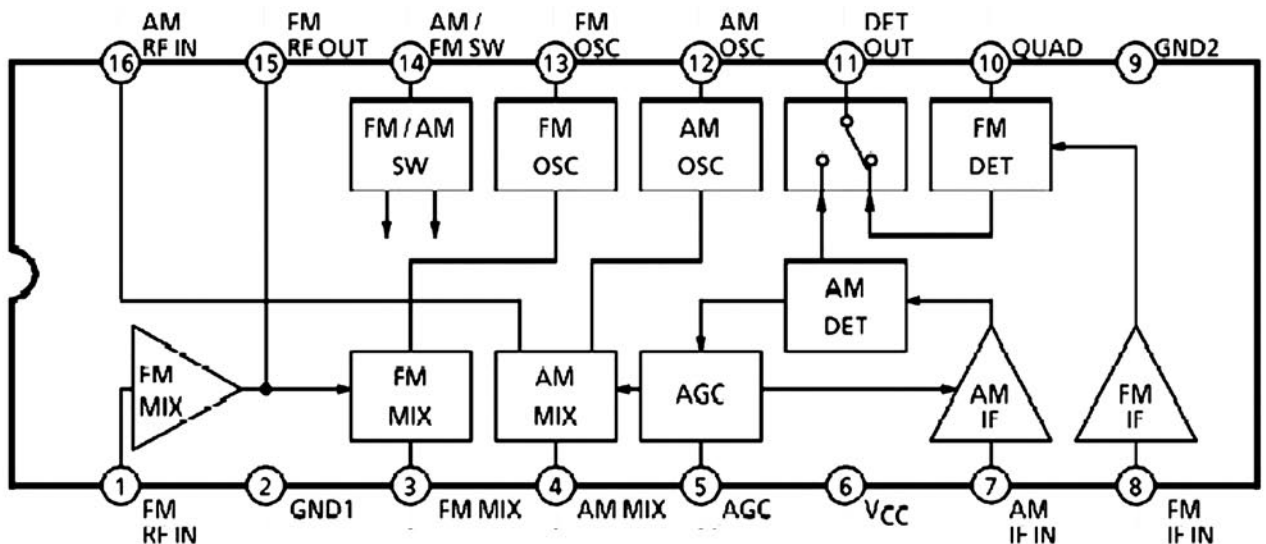 AM
RF IN
FM
RF OUT
AM /
FM SW
FM
OSC
AM
OSC
DET
OUT
QUAD
GND2
16
15
14
13
12
11
10
9
FM / AM
SW
FM
OSC
AM
OSC
FM
DET
AM
DET
FM
MIX
FM
MIX
AM
MIX
AGC
AM
IF
FM
IF
1
2
3
4
5
6
7
8
FM
RF IN
GND1
FM MIX
AM MIX
AGC
VCC
AM
IF IN
FM
IF IN